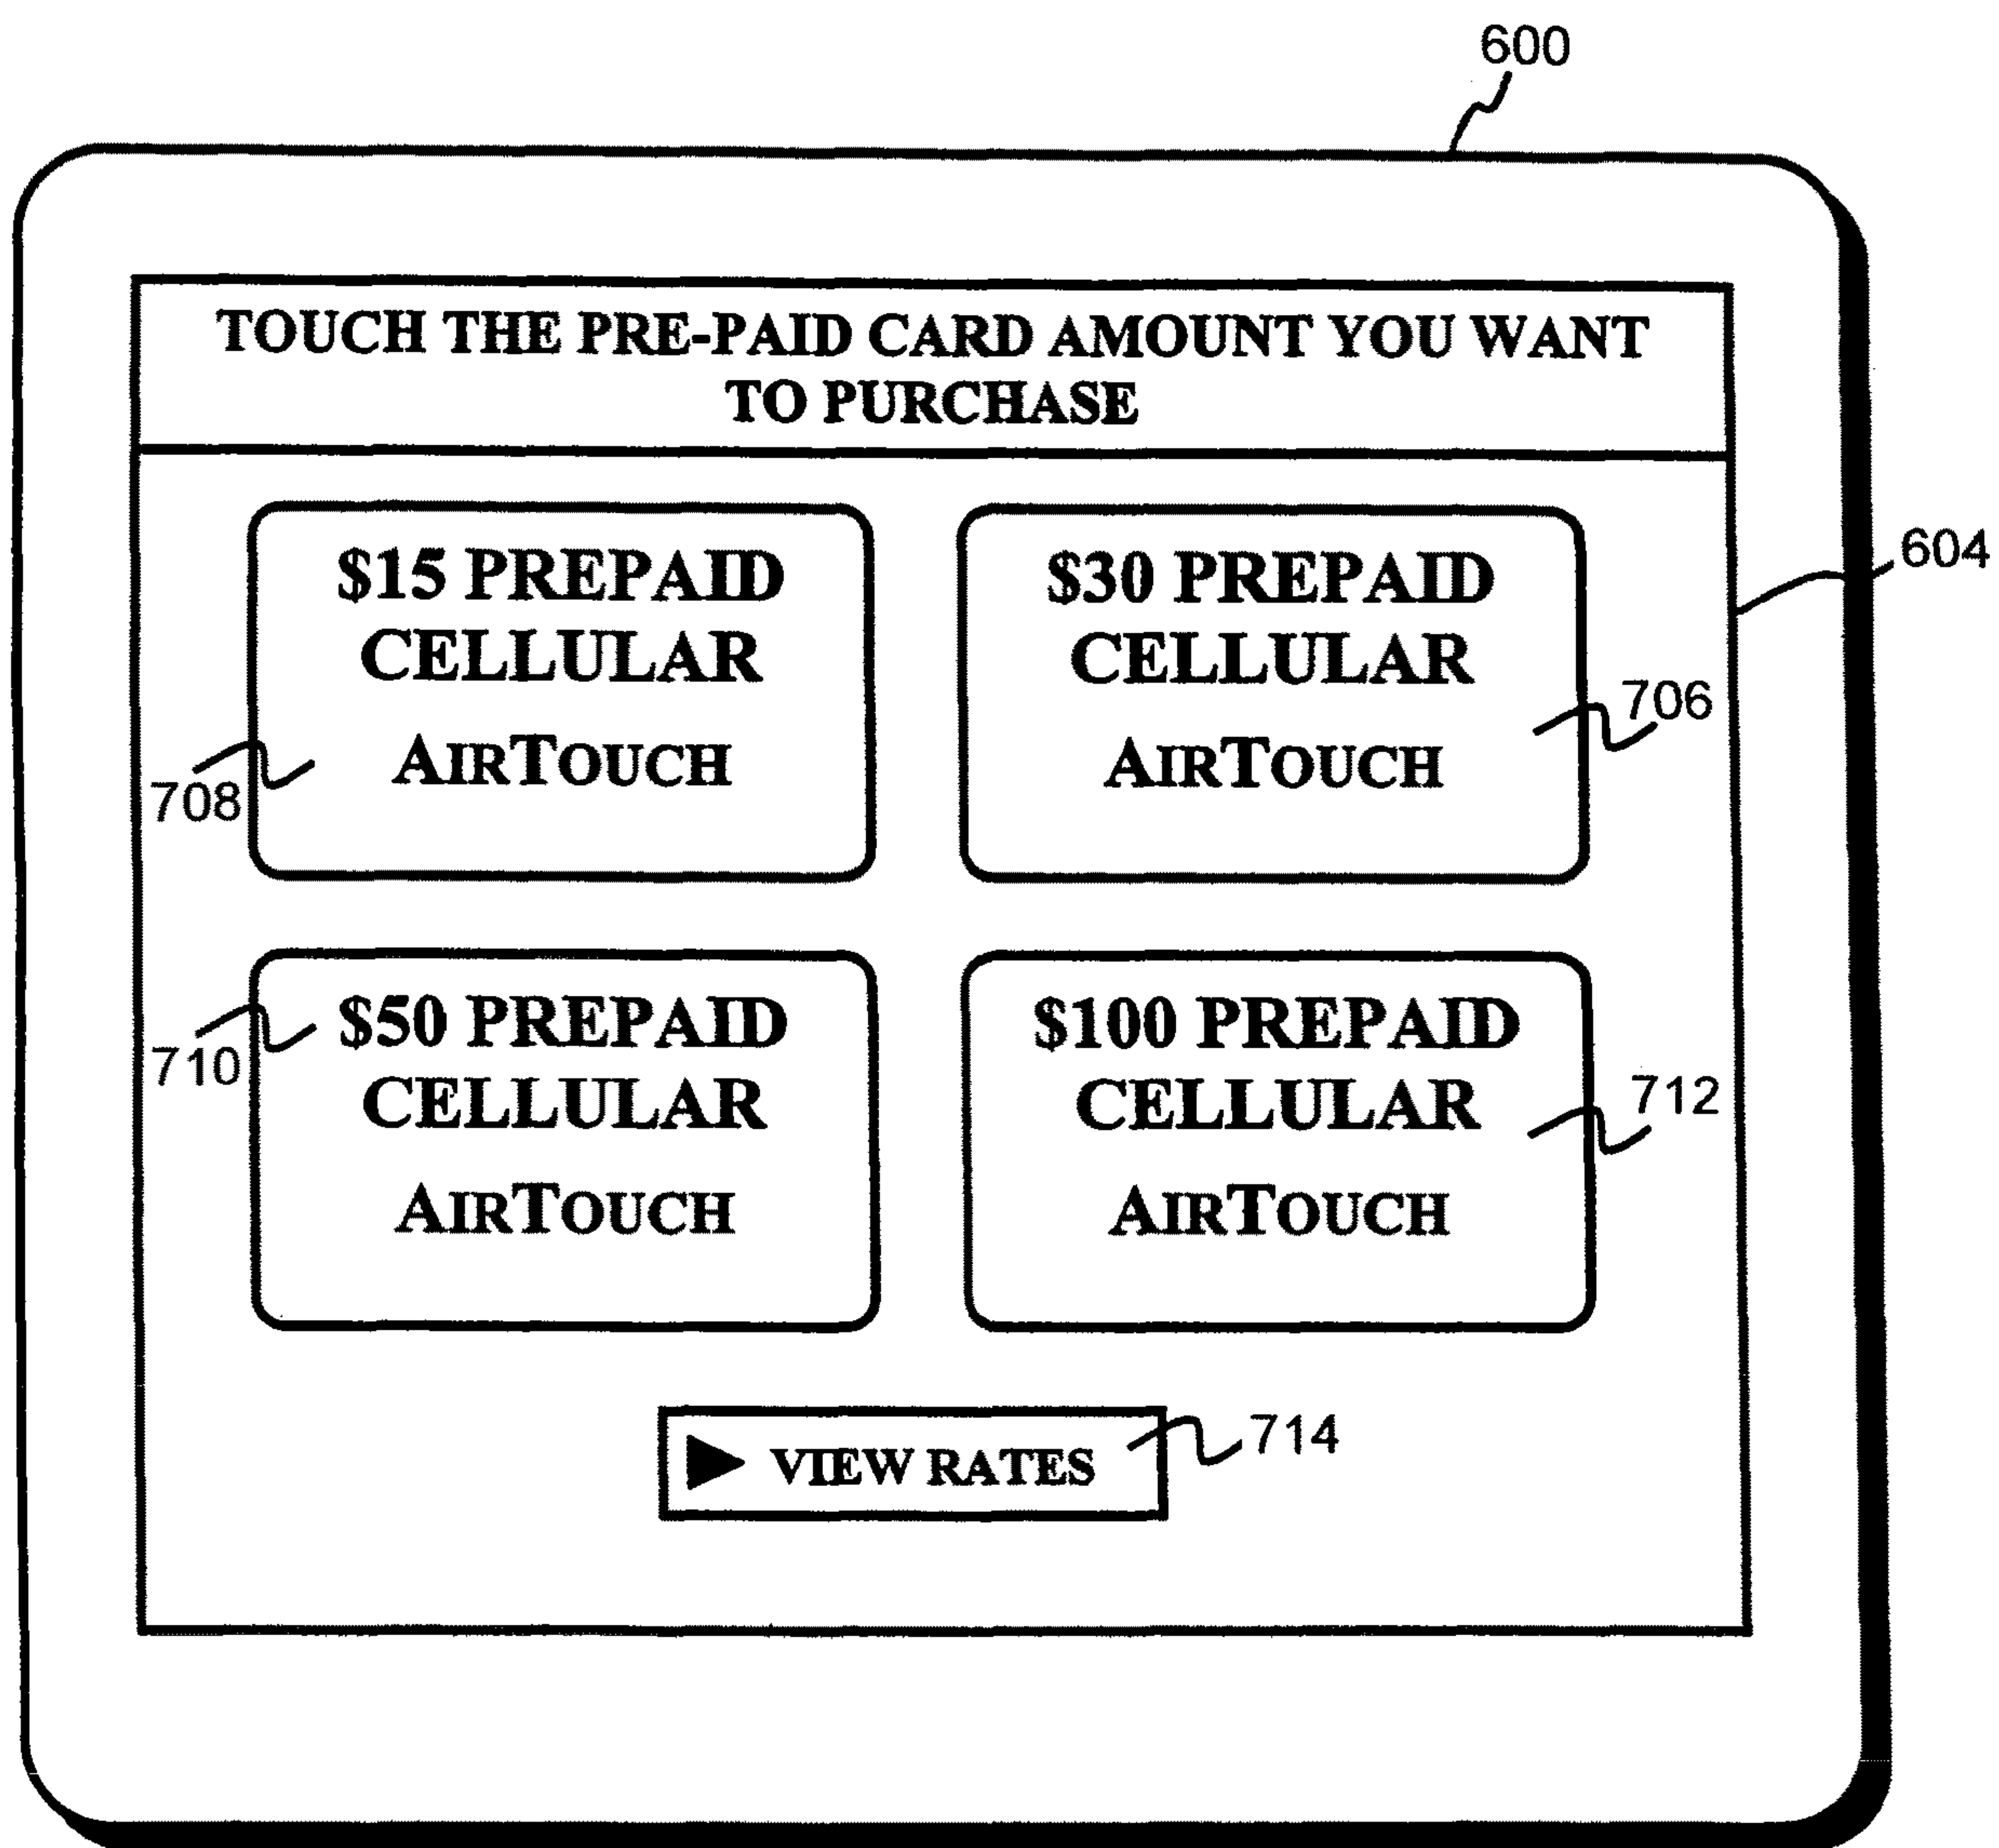 600
TOUCH THE PRE-PAID CARD AMOUNT YOU WANT
TO PURCHASE
604
$15 PREPAID
CELLULAR
AIRTOUCH
708
$30 PREPAID
CELLULAR
AIRTOUCH
706
$50 PREPAID
CELLULAR
AIRTOUCH
710
$100 PREPAID
CELLULAR
AIRTOUCH
712
VIEW RATES
714